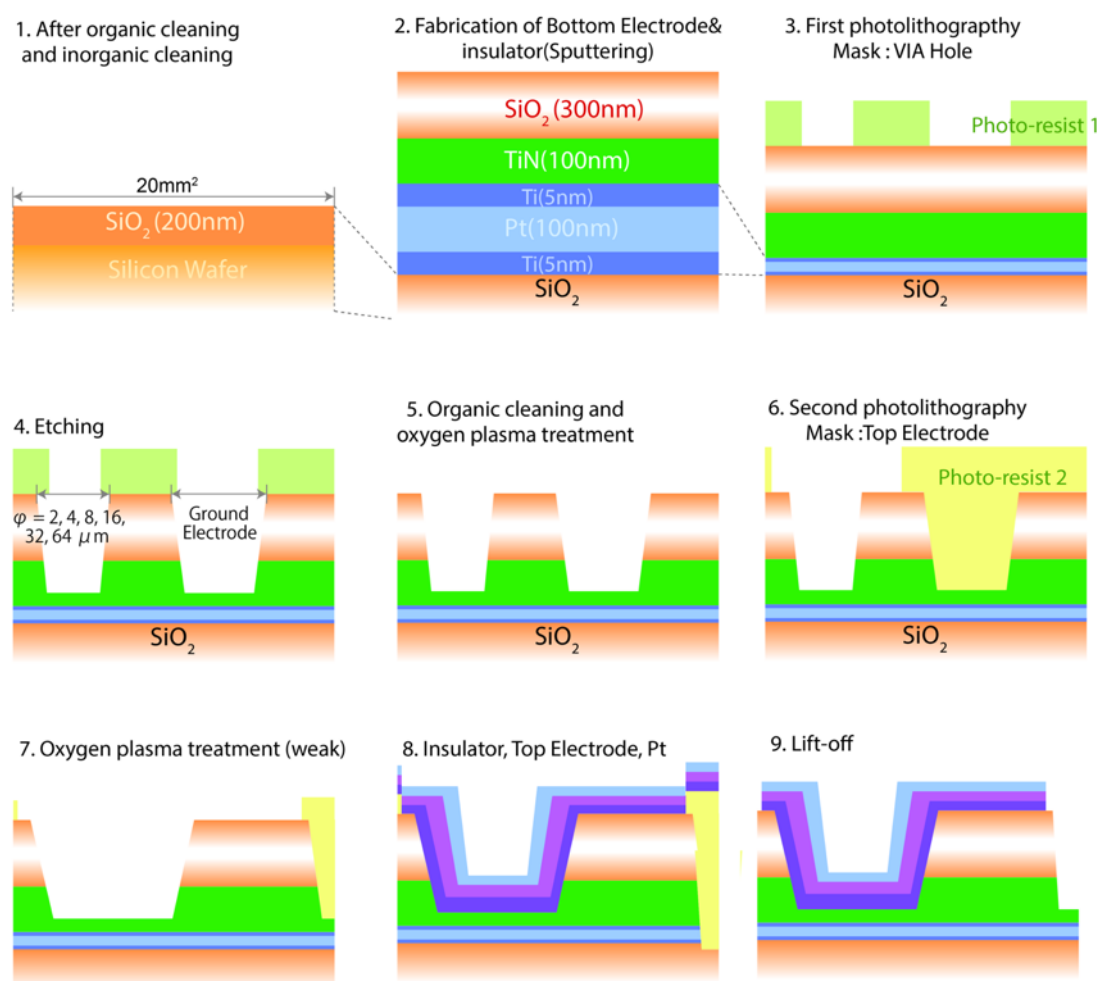 1. After organic cleaning
and inorganic cleaning
2. Fabrication of Bottom Electrode&
insulator(Sputtering)
3. First photolithograpthy
Mask : VIA Hole
20mm²
SiO₂ (200nm)
Silicon Wafer
SiO₂ (300nm)
TiN(100nm)
Ti(5nm)
Pt(100nm)
Ti(5nm)
SiO₂
Photo-resist 1
SiO₂
4. Etching
φ = 2, 4, 8, 16,
32, 64 μm
Ground
Electrode
SiO₂
5. Organic cleaning and
oxygen plasma treatment
SiO₂
6. Second photolithography
Mask :Top Electrode
Photo-resist 2
SiO₂
7. Oxygen plasma treatment (weak)
8. Insulator, Top Electrode, Pt
9. Lift-off